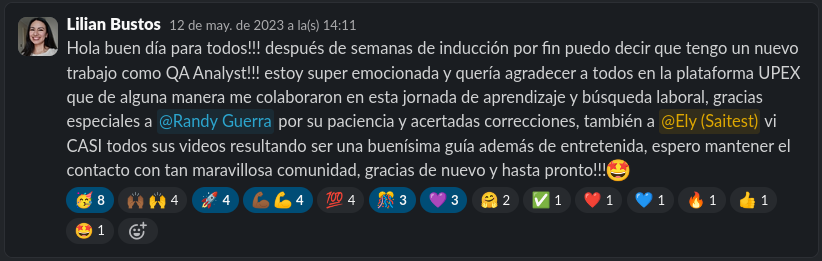 Lilian Bustos 12 de may. de 2023 a la(s) 14:11
Hola buen día para todos!!! después de semanas de inducción por fin puedo decir que tengo un nuevo
trabajo como QA Analyst!!! estoy super emocionada y quería agradecer a todos en la plataforma UPEX
que de alguna manera me colaboraron en esta jornada de aprendizaje y búsqueda laboral, gracias
especiales a @Randy Guerra por su paciencia y acertadas correcciones, también a @Ely (Saitest) vi
CASI todos sus videos resultando ser una buenísima guía además de entretenida, espero mantener el
contacto con tan maravillosa comunidad, gracias de nuevo y hasta pronto!!!🤩
🥳 8 🙌🏾🙌 4 🚀 4 💪🏾💪 4 💯 4 🎊 3 💜 3 🤗 2 ✅ 1 ❤️ 1 💙 1 🔥 1 👍 1
🤩 1